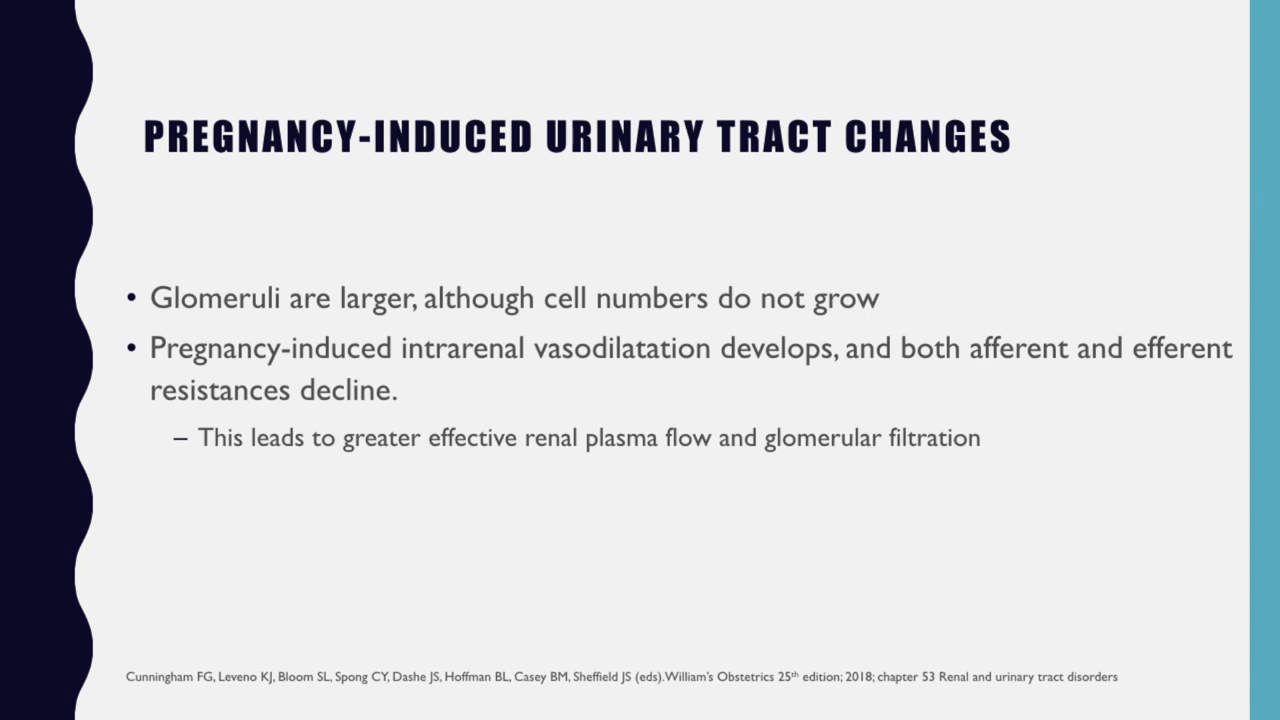 PREGNANCY-INDUCED URINARY TRACT CHANGES
• Glomeruli are larger, although cell numbers do not grow
• Pregnancy-induced intrarenal vasodilatation develops, and both afferent and efferent
resistances decline.
– This leads to greater effective renal plasma flow and glomerular filtration
Cunningham FG, Leveno KJ, Bloom SL, Spong CY, Dashe JS, Hoffman BL, Casey BM, Sheffield JS (eds).William's Obstetrics 25th edition; 2018; chapter 53 Renal and urinary tract disorders